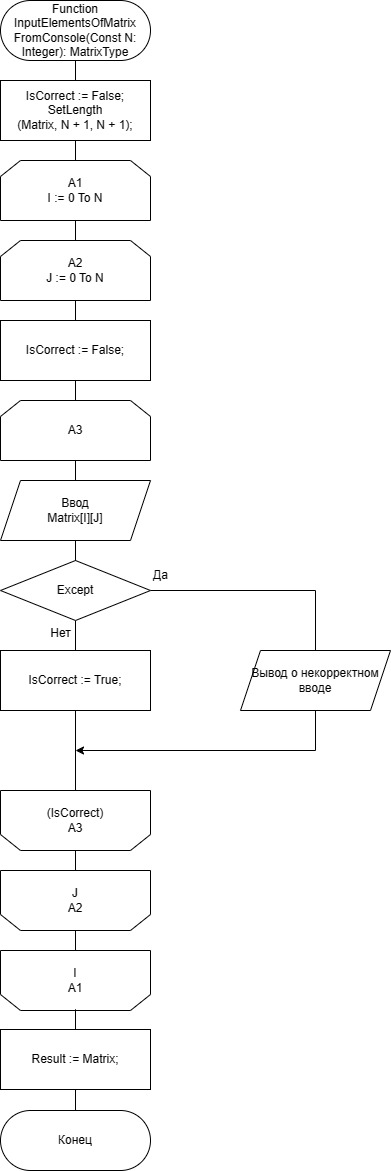 Function
InputElementsOfMatrix
FromConsole(Const N:
Integer): MatrixType
IsCorrect := False;
SetLength
(Matrix, N + 1, N + 1);
A1
I := 0 To N
A2
J := 0 To N
IsCorrect := False;
A3
Ввод
Matrix[I][J]
Except
Да
Нет
IsCorrect := True;
Вывод о некорректном
вводе
(IsCorrect)
A3
J
A2
I
A1
Result := Matrix;
Конец